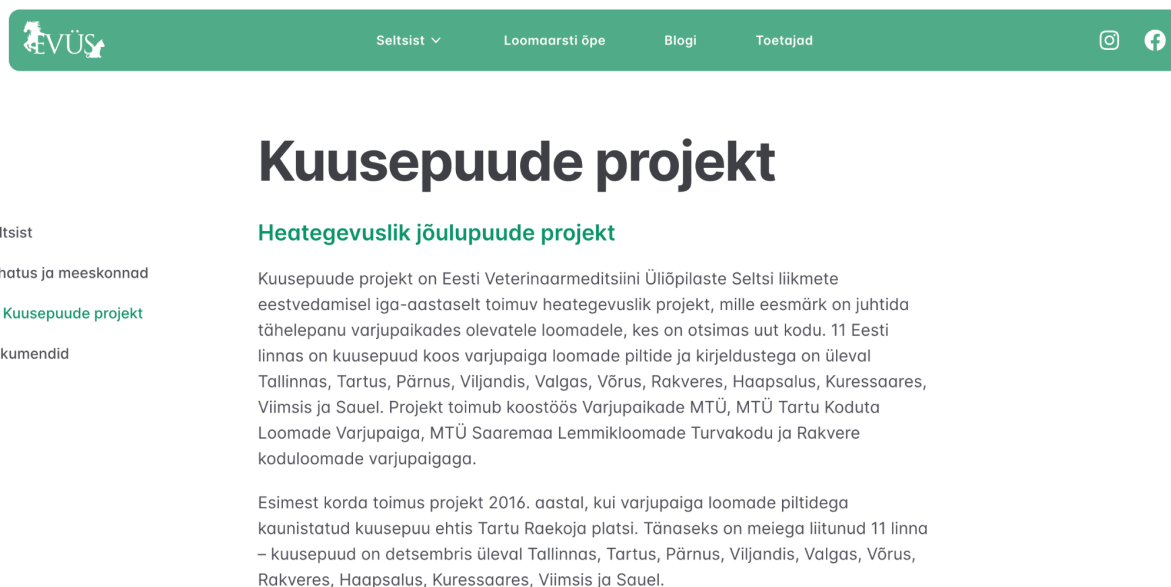 EVÜS
Seltsist
Loomaarsti õpe
Blogi
Toetajad
Kuusepuude projekt
ltsist
hatus ja meeskonnad
Kuusepuude projekt
kumendid
Heategevuslik jõulupuude projekt
Kuusepuude projekt on Eesti Veterinaarmeditsiini Üliõpilaste Seltsi liikmete
eestvedamisel iga-aastaselt toimuv heategevuslik projekt, mille eesmärk on juhtida
tähelepanu varjupaikades olevatele loomadele, kes on otsimas uut kodu. 11 Eesti
linnas on kuusepuud koos varjupaiga loomade piltide ja kirjeldustega on üleval
Tallinnas, Tartus, Pärnus, Viljandis, Valgas, Võrus, Rakveres, Haapsalus, Kuressaares,
Viimsis ja Sauel. Projekt toimub koostöös Varjupaikade MTÜ, MTÜ Tartu Koduta
Loomade Varjupaiga, MTÜ Saaremaa Lemmikloomade Turvakodu ja Rakvere
koduloomade varjupaigaga.
Esimest korda toimus projekt 2016. aastal, kui varjupaiga loomade piltidega
kaunistatud kuusepuu ehtis Tartu Raekoja platsi. Tänaseks on meiega liitunud 11 linna
– kuusepuud on detsembris üleval Tallinnas, Tartus, Pärnus, Viljandis, Valgas, Võrus,
Rakveres, Haapsalus, Kuressaares, Viimsis ja Sauel.